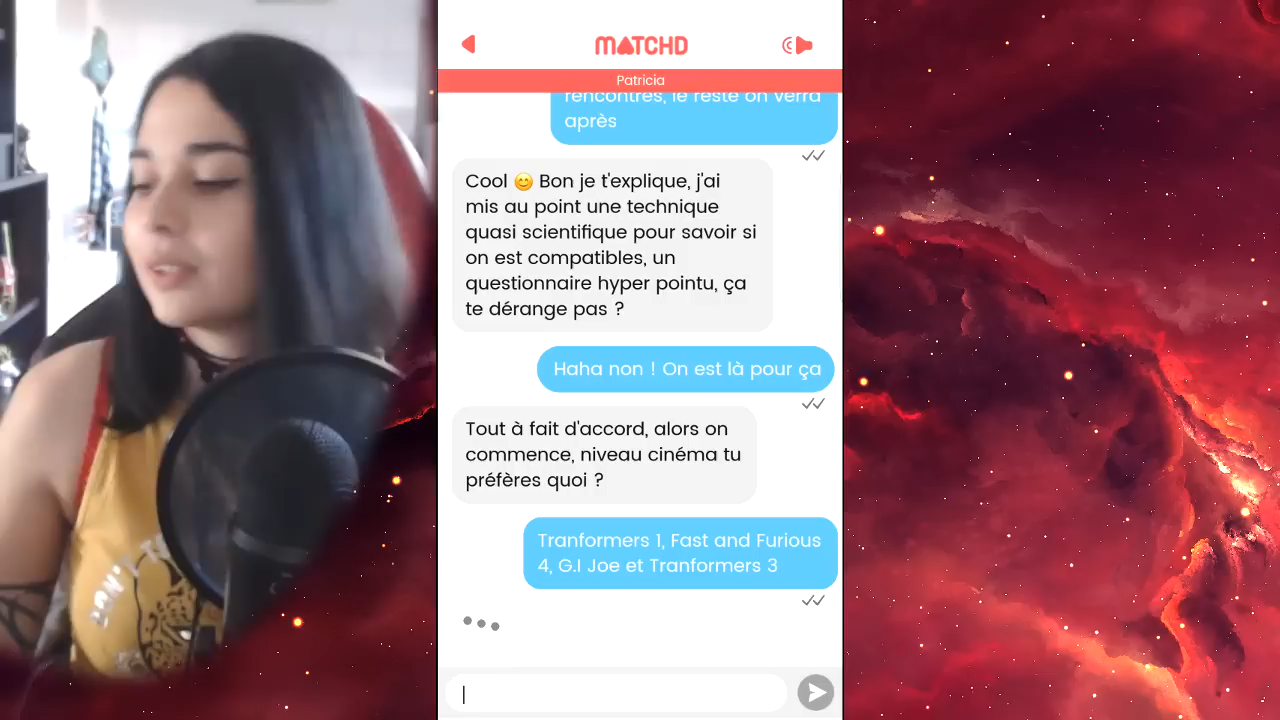 MATCHD
Patricia
rencontres, le reste on verra
après
Cool 😊 Bon je t'explique, j'ai
mis au point une technique
quasi scientifique pour savoir si
on est compatibles, un
questionnaire hyper pointu, ça
te dérange pas ?
Haha non ! On est là pour ça
Tout à fait d'accord, alors on
commence, niveau cinéma tu
préfères quoi ?
Tranformers 1, Fast and Furious
4, G.I Joe et Tranformers 3
DON'T